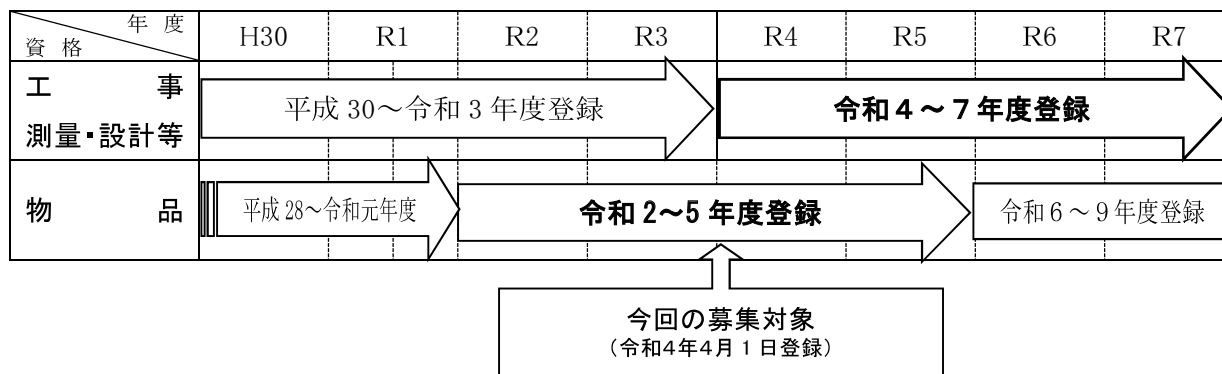 年度
資格
H30 R1 R2 R3 R4 R5 R6 R7
工事
測量・設計等
平成 30～令和 3 年度登録
令和４～７年度登録
物品
平成 28～令和元年度
令和 2～5 年度登録
令和６～９年度登録
今回の募集対象
（令和4年4月１日登録）